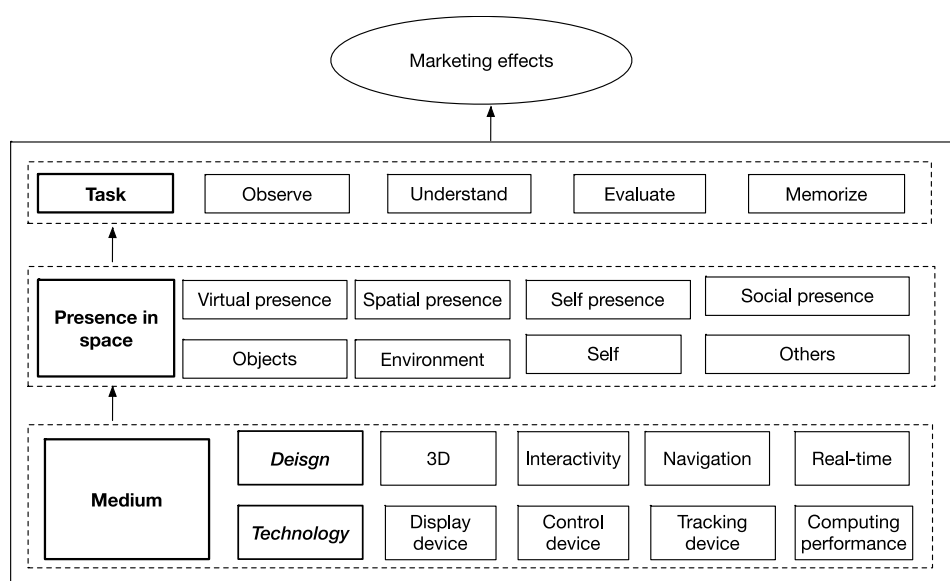 Marketing effects
Task
Observe
Understand
Evaluate
Memorize
Presence in
space
Virtual presence
Spatial presence
Self presence
Social presence
Objects
Environment
Self
Others
Medium
Deisgn
3D
Interactivity
Navigation
Real-time
Technology
Display
device
Control
device
Tracking
device
Computing
performance